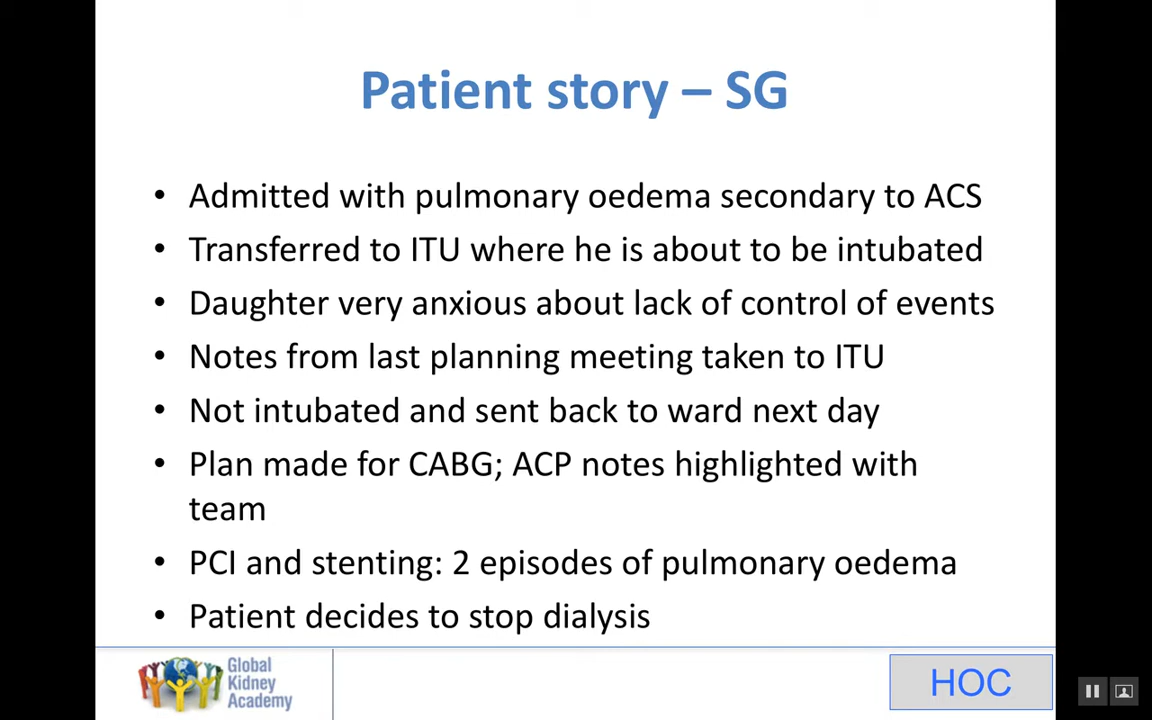 Patient story – SG
• Admitted with pulmonary oedema secondary to ACS
• Transferred to ITU where he is about to be intubated
• Daughter very anxious about lack of control of events
• Notes from last planning meeting taken to ITU
• Not intubated and sent back to ward next day
• Plan made for CABG; ACP notes highlighted with
team
• PCI and stenting: 2 episodes of pulmonary oedema
• Patient decides to stop dialysis
Global
Kidney
Academy
HOC